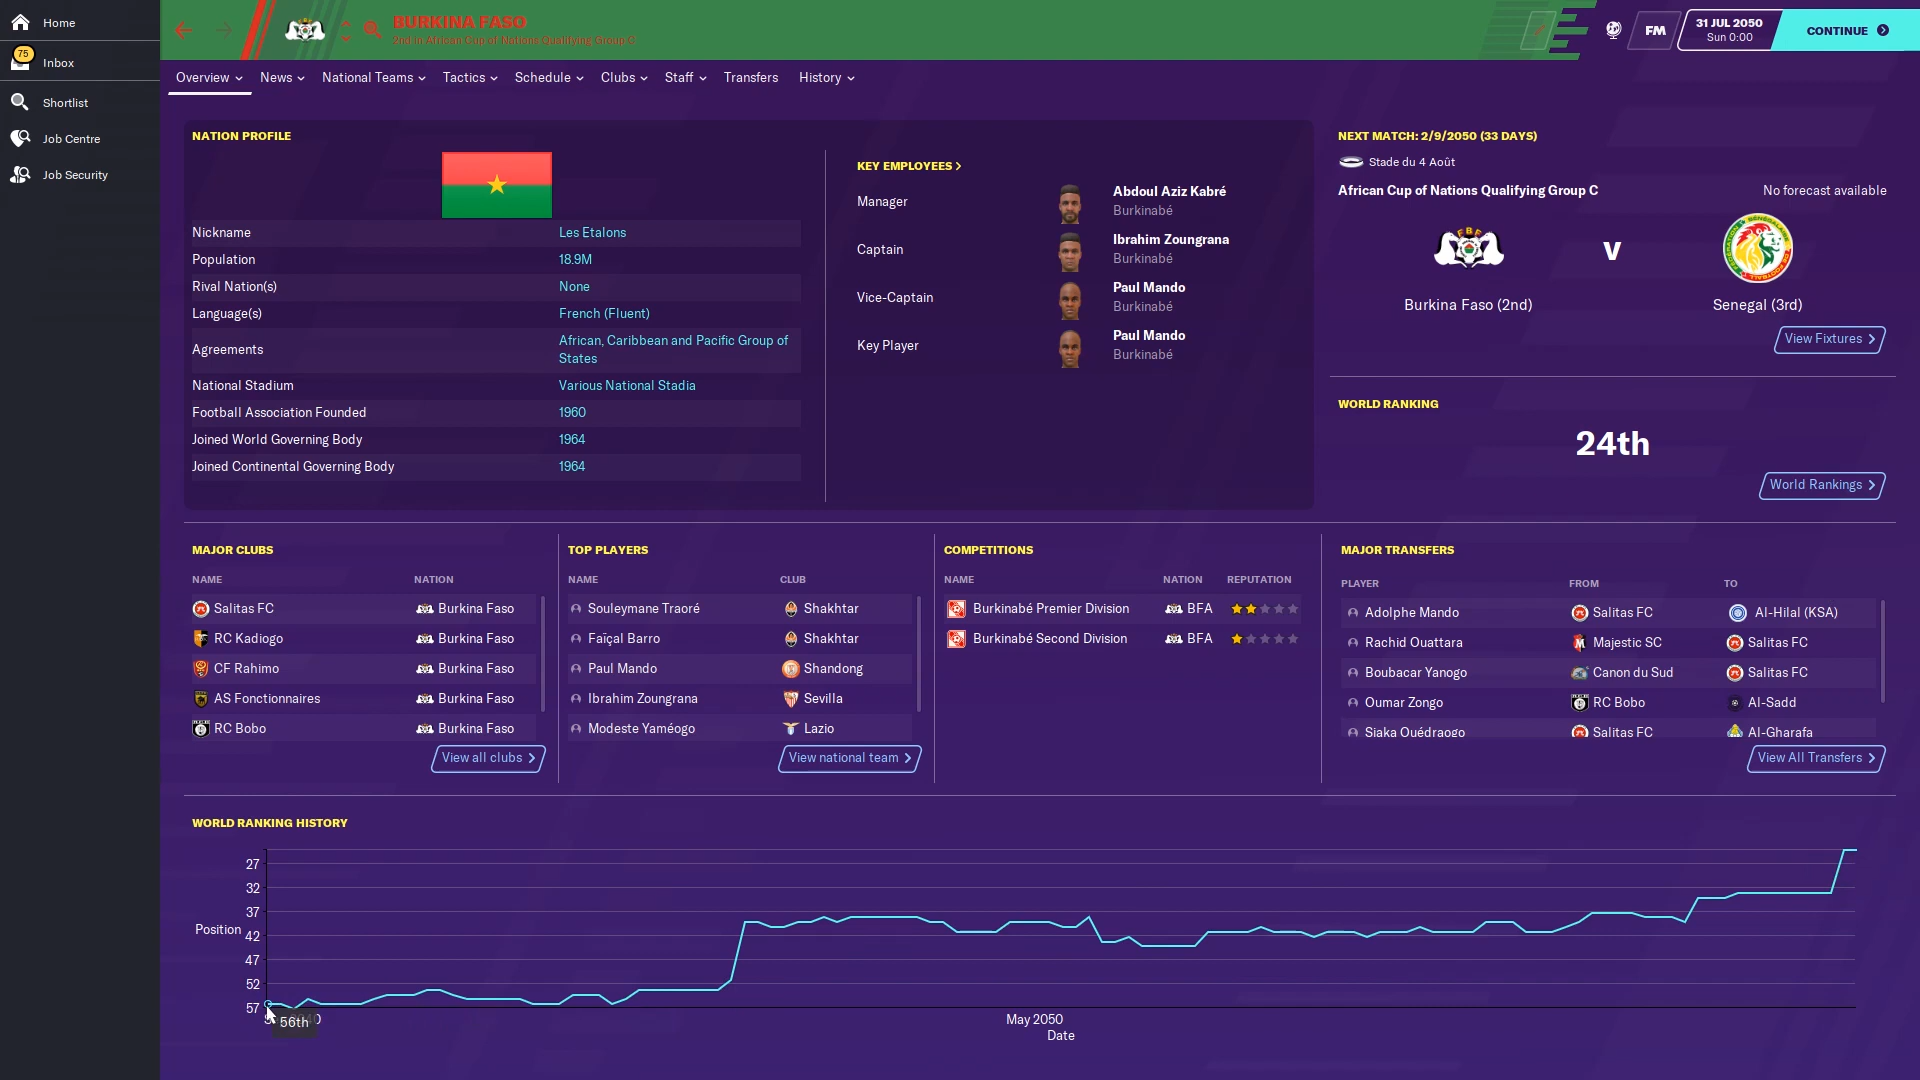 Home
75
Inbox
Shortlist
Job Centre
Job Security
BURKINA FASO
2nd in African Cup of Nations Qualifying Group C
FM
31 JUL 2050
Sun 0:00
CONTINUE
Overview
News
National Teams
Tactics
Schedule
Clubs
Staff
Transfers
History
NATION PROFILE
Nickname Les Etalons
Population 18.9M
Rival Nation(s) None
Language(s) French (Fluent)
Agreements African, Caribbean and Pacific Group of
States
National Stadium Various National Stadia
Football Association Founded 1960
Joined World Governing Body 1964
Joined Continental Governing Body 1964
KEY EMPLOYEES >
Manager Abdoul Aziz Kabré
Burkinabé
Captain Ibrahim Zoungrana
Burkinabé
Vice-Captain Paul Mando
Burkinabé
Key Player Paul Mando
Burkinabé
NEXT MATCH: 2/9/2050 (33 DAYS)
Stade du 4 Août
African Cup of Nations Qualifying Group C No forecast available
FBF
V
Burkina Faso (2nd) Senegal (3rd)
View Fixtures >
WORLD RANKING
24th
World Rankings >
MAJOR CLUBS
NAME NATION
Salitas FC Burkina Faso
RC Kadiogo Burkina Faso
CF Rahimo Burkina Faso
AS Fonctionnaires Burkina Faso
RC Bobo Burkina Faso
View all clubs >
TOP PLAYERS
NAME CLUB
Souleymane Traoré Shakhtar
Faïçal Barro Shakhtar
Paul Mando Shandong
Ibrahim Zoungrana Sevilla
Modeste Yaméogo Lazio
View national team >
COMPETITIONS
NAME NATION REPUTATION
Burkinabé Premier Division BFA
Burkinabé Second Division BFA
MAJOR TRANSFERS
PLAYER FROM TO
Adolphe Mando Salitas FC Al-Hilal (KSA)
Rachid Ouattara Majestic SC Salitas FC
Boubacar Yanogo Canon du Sud Salitas FC
Oumar Zongo RC Bobo Al-Sadd
Siaka Ouédraogo Salitas FC Al-Gharafa
View All Transfers >
WORLD RANKING HISTORY
27
32
37
Position
42
47
52
57
56th
May 2050
Date